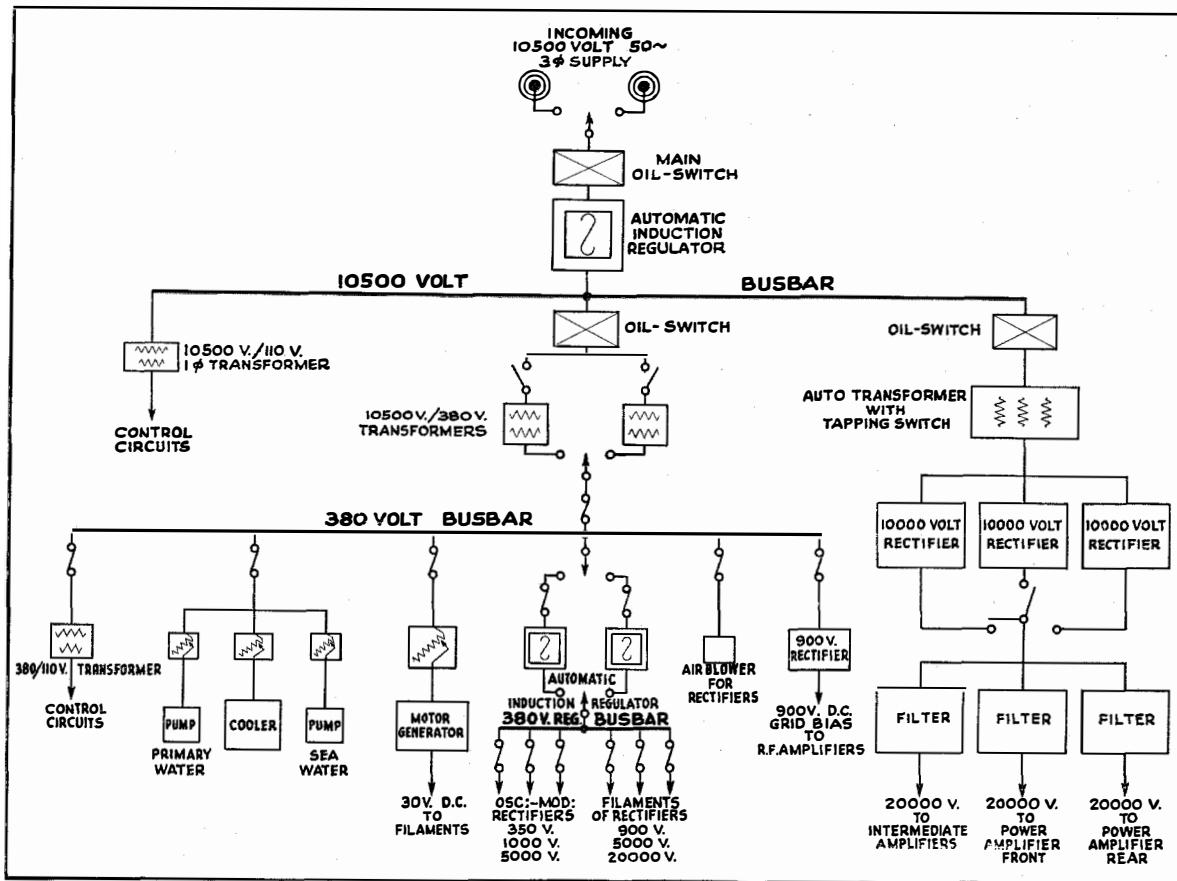 INCOMING
10500 VOLT 50~
3φ SUPPLY
MAIN
OIL-SWITCH
AUTOMATIC
INDUCTION
REGULATOR
10500 VOLT BUSBAR
OIL-SWITCH
OIL-SWITCH
10500 V./110 V.
1φ TRANSFORMER
CONTROL
CIRCUITS
10500V./380V.
TRANSFORMERS
AUTO TRANSFORMER
WITH
TAPPING SWITCH
380 VOLT BUSBAR
10000 VOLT
RECTIFIER
10000 VOLT
RECTIFIER
10000 VOLT
RECTIFIER
380/110V. TRANSFORMER
CONTROL
CIRCUITS
PUMP
PRIMARY
WATER
COOLER
PUMP
SEA
WATER
MOTOR
GENERATOR
30V. D.C.
TO
FILAMENTS
AUTOMATIC
INDUCTION REGULATOR
380V. REG. BUSBAR
OSC:-MOD:
RECTIFIERS
350 V.
1000 V.
5000 V.
FILAMENTS
OF RECTIFIERS
900 V.
5000 V.
20000 V.
AIR BLOWER
FOR
RECTIFIERS
900V.
RECTIFIER
900V. D.C.
GRID BIAS
TO
R.F. AMPLIFIERS
FILTER
FILTER
FILTER
20000 V.
TO
INTERMEDIATE
AMPLIFIERS
20000 V.
TO
POWER
AMPLIFIER
FRONT
20000 V.
TO
POWER
AMPLIFIER
REAR